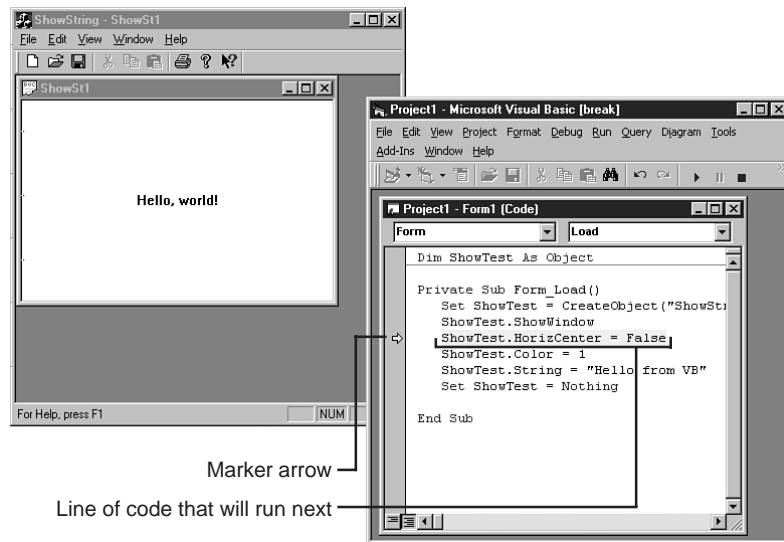 ShowString - ShowSt1
File Edit View Window Help
ShowSt1
Hello, world!
For Help, press F1
NUM
Project1 - Microsoft Visual Basic [break]
File Edit View Project Format Debug Run Query Diagram Tools
Add-Ins Window Help
Project1 - Form1 (Code)
Form
Load
Dim ShowTest As Object
Private Sub Form_Load()
Set ShowTest = CreateObject("ShowStr
ShowTest.ShowWindow
ShowTest.HorizCenter = False
ShowTest.Color = 1
ShowTest.String = "Hello from VB"
Set ShowTest = Nothing
End Sub
Marker arrow
Line of code that will run next